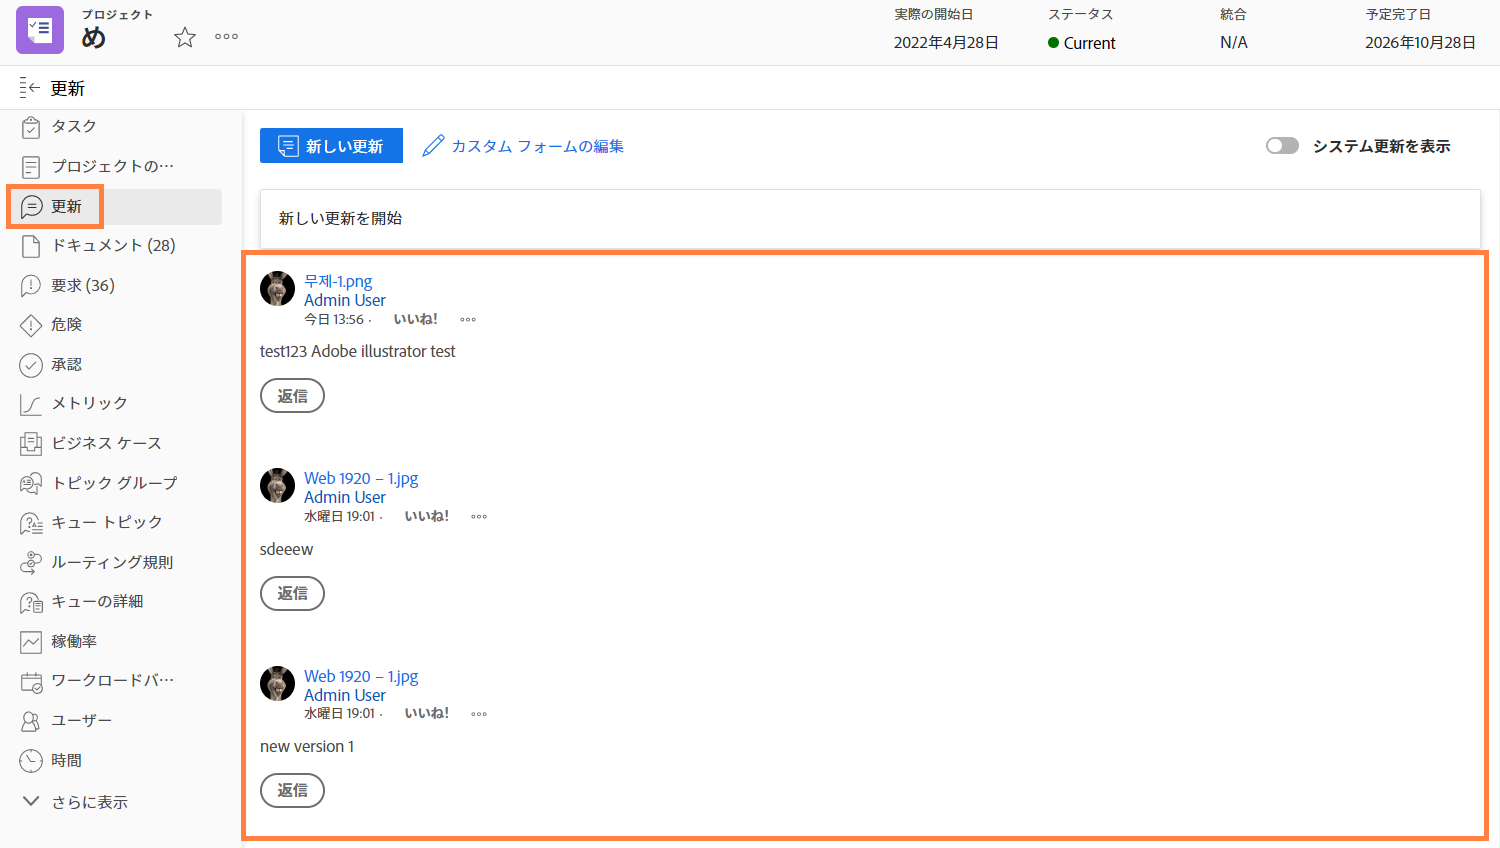 プロジェクト
め
実際の開始日
2022年4月28日
ステータス
Current
統合
N/A
予定完了日
2026年10月28日
更新
タスク
プロジェクトの…
更新
ドキュメント (28)
要求 (36)
危険
承認
メトリック
ビジネス ケース
トピック グループ
キュー トピック
ルーティング規則
キューの詳細
稼働率
ワークロードバ…
ユーザー
時間
さらに表示
新しい更新
カスタム フォームの編集
システム更新を表示
新しい更新を開始
무제-1.png
Admin User
今日 13:56 · いいね!
test123 Adobe illustrator test
返信
Web 1920 – 1.jpg
Admin User
水曜日 19:01 · いいね!
sdeeew
返信
Web 1920 – 1.jpg
Admin User
水曜日 19:01 · いいね!
new version 1
返信